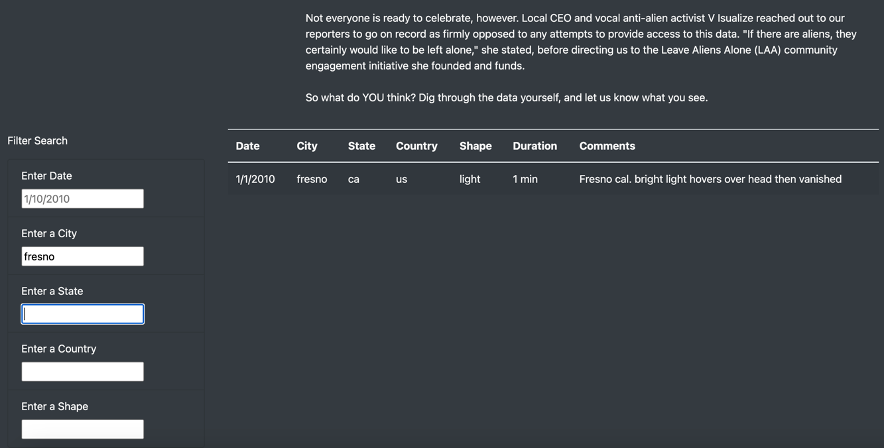 Not everyone is ready to celebrate, however. Local CEO and vocal anti-alien activist V Isualize reached out to our
reporters to go on record as firmly opposed to any attempts to provide access to this data. "If there are aliens, they
certainly would like to be left alone," she stated, before directing us to the Leave Aliens Alone (LAA) community
engagement initiative she founded and funds.
So what do YOU think? Dig through the data yourself, and let us know what you see.
Filter Search
Enter Date
1/10/2010
Enter a City
fresno
Enter a State
Enter a Country
Enter a Shape
Date City State Country Shape Duration Comments
1/1/2010 fresno ca us light 1 min Fresno cal. bright light hovers over head then vanished